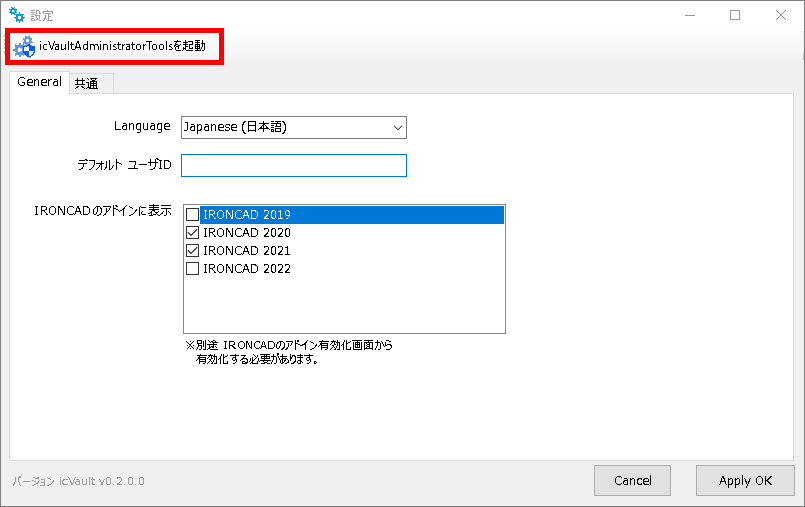 設定
icVaultAdministratorToolsを起動
General 共通
Language Japanese (日本語)
デフォルト ユーザID
IRONCADのアドインに表示
IRONCAD 2019
IRONCAD 2020
IRONCAD 2021
IRONCAD 2022
※別途 IRONCADのアドイン有効化画面から
有効化する必要があります。
バージョン icVault v0.2.0.0
Cancel Apply OK